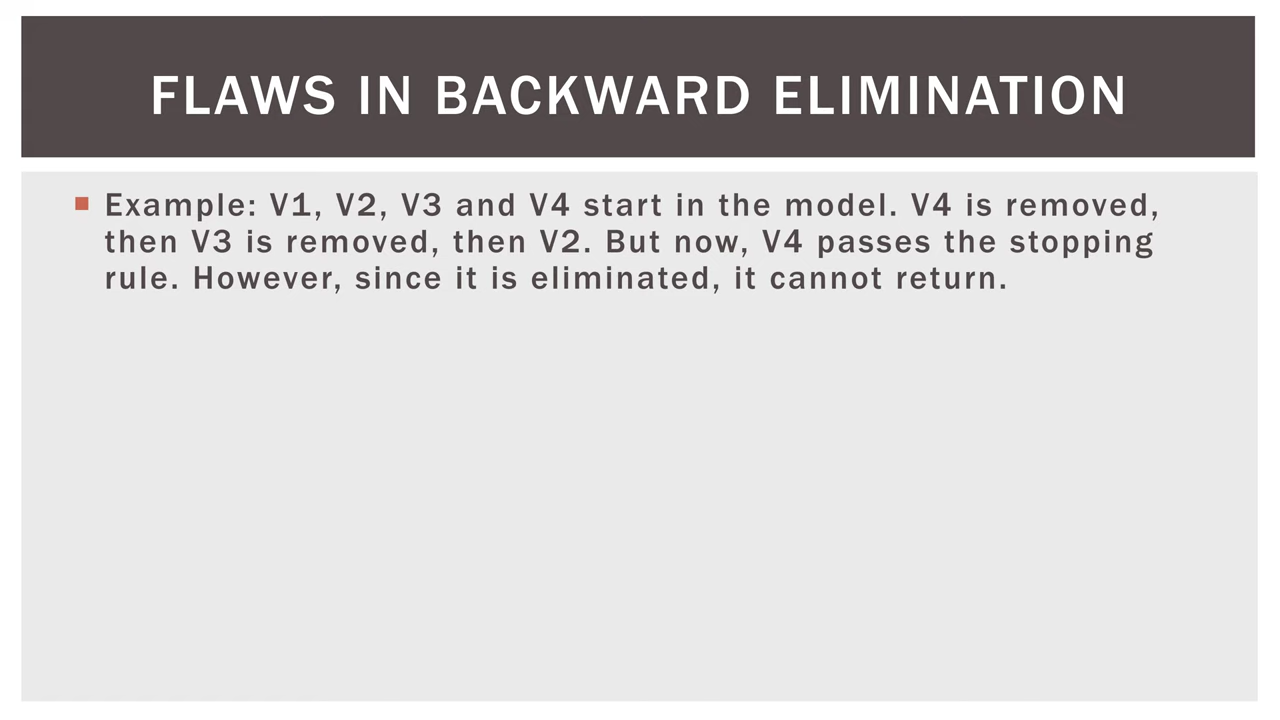 FLAWS IN BACKWARD ELIMINATION
Example: V1, V2, V3 and V4 start in the model. V4 is removed,
then V3 is removed, then V2. But now, V4 passes the stopping
rule. However, since it is eliminated, it cannot return.